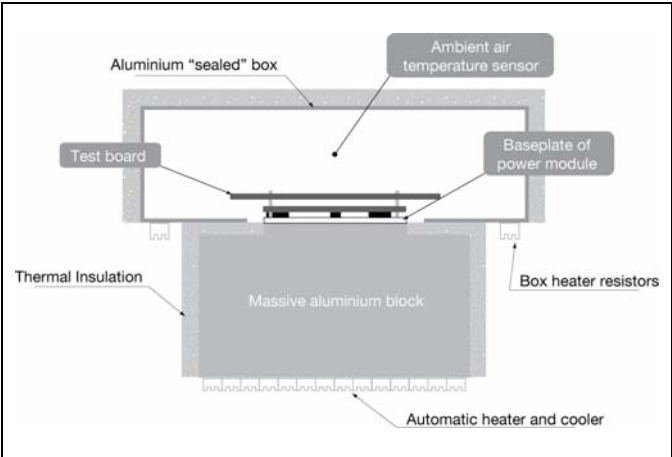 Ambient air
temperature sensor
Aluminium “sealed” box
Test board
Baseplate of
power module
Thermal Insulation
Massive aluminium block
Box heater resistors
Automatic heater and cooler